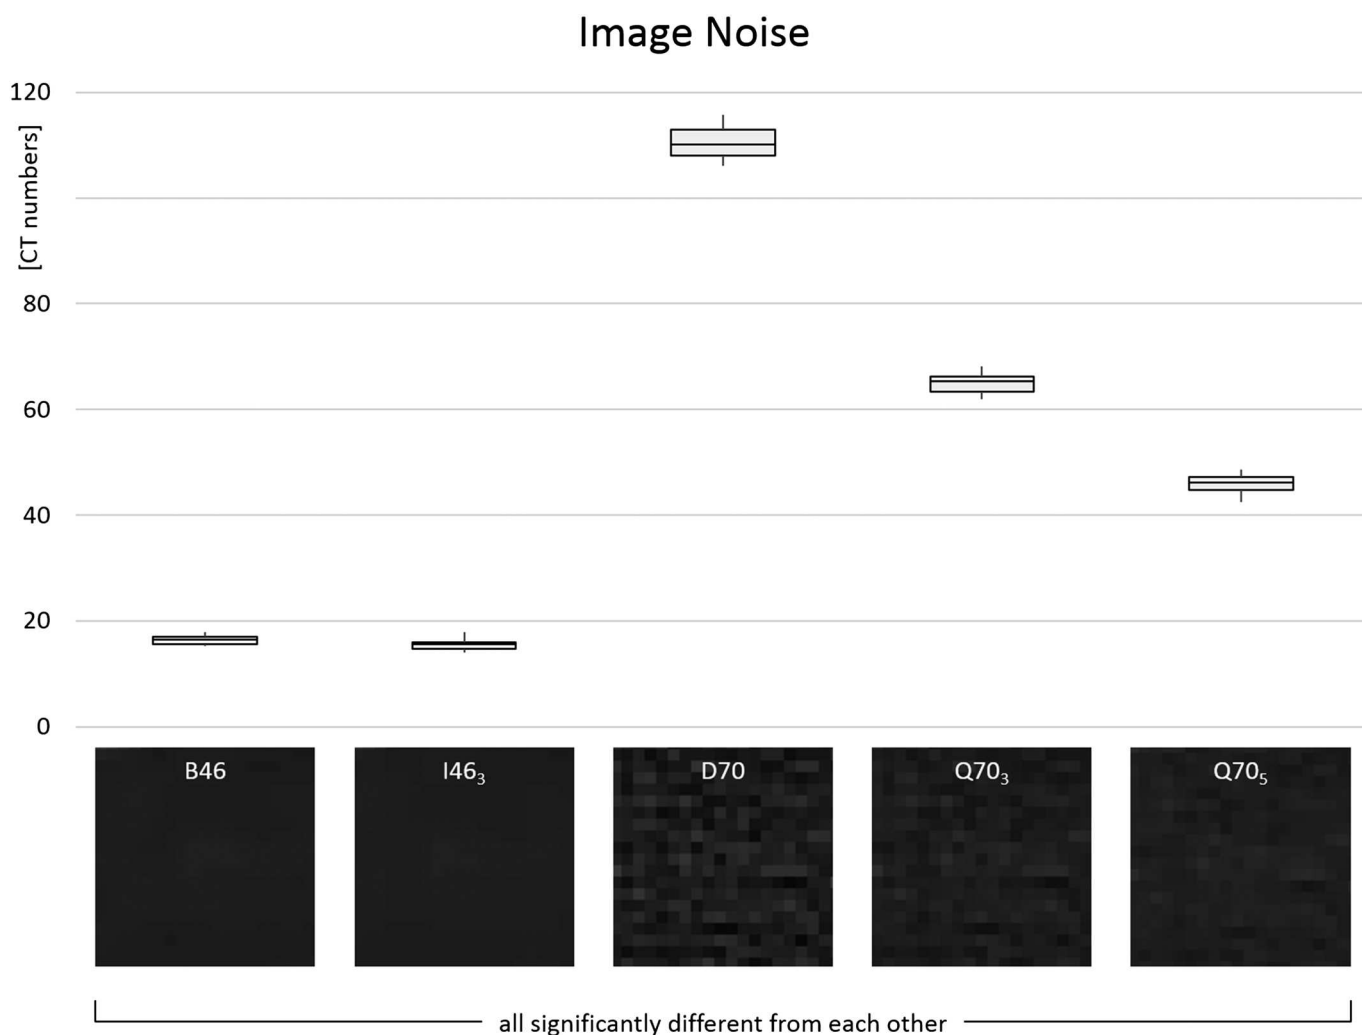 Image Noise
120
[CT numbers]
80
60
40
20
0
B46
I46₃
D70
Q70₃
Q70₅
all significantly different from each other